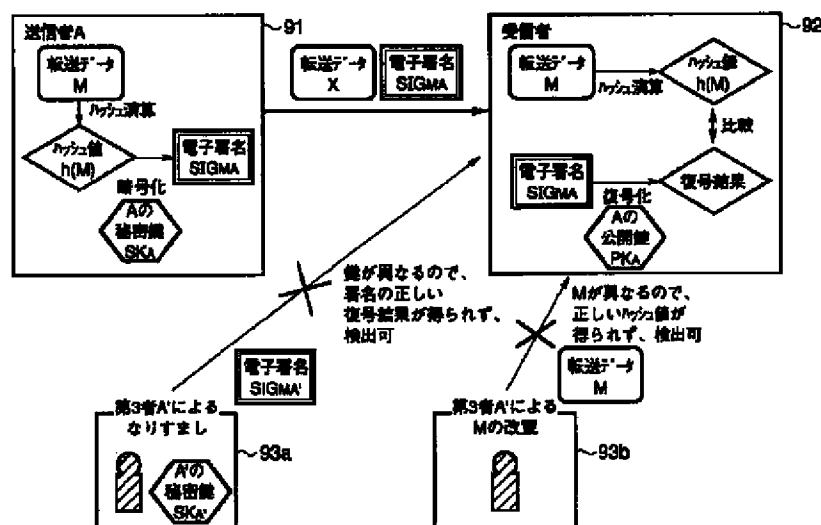 送信者A
91
転送データ
M
ハッシュ演算
ハッシュ値
h(M)
電子署名
SIGMA
暗号化
Aの
秘密鍵
SKA
転送データ
X
電子署名
SIGMA
受信者
92
転送データ
M
ハッシュ演算
ハッシュ値
h(M)
比較
電子署名
SIGMA
復号化
復号結果
Aの
公開鍵
PKA
鍵が異なるので、
署名の正しい
復号結果が得られず、
検出可
Mが異なるので、
正しいハッシュ値が
得られず、検出可
電子署名
SIGMA'
転送データ
M
第3者A'による
なりすまし
93a
A'の
秘密鍵
SKA'
第3者A'による
Mの改竄
93b